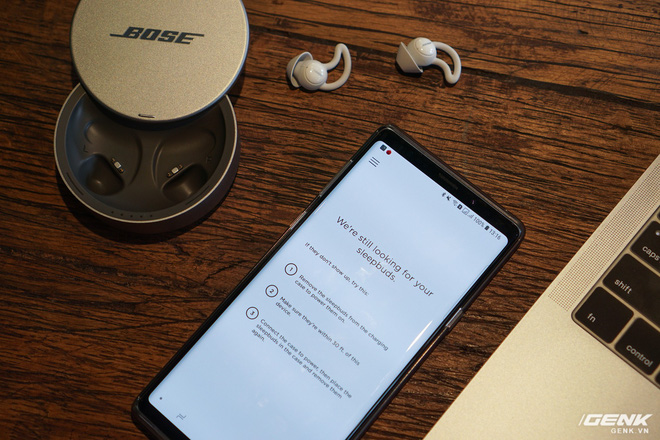 BOSE
100% 15:16
We're still looking for your
sleepbuds.
If they don't show up, try this:
1 Remove the sleepbuds from the charging
case to power them on.
2 Make sure they're within 30 ft. of this
device.
3 Connect the case to power, then place the
sleepbuds in the case and remove them
again.
caps
shift
fn
control
GENK
GENK.VN